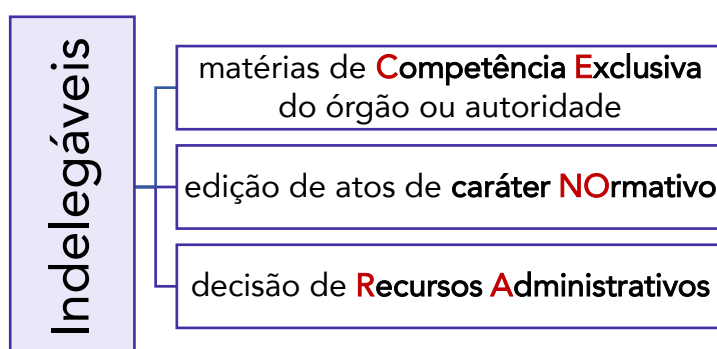 Indelegáveis
matérias de Competência Exclusiva
do órgão ou autoridade
edição de atos de caráter NOrmativo
decisão de Recursos Administrativos